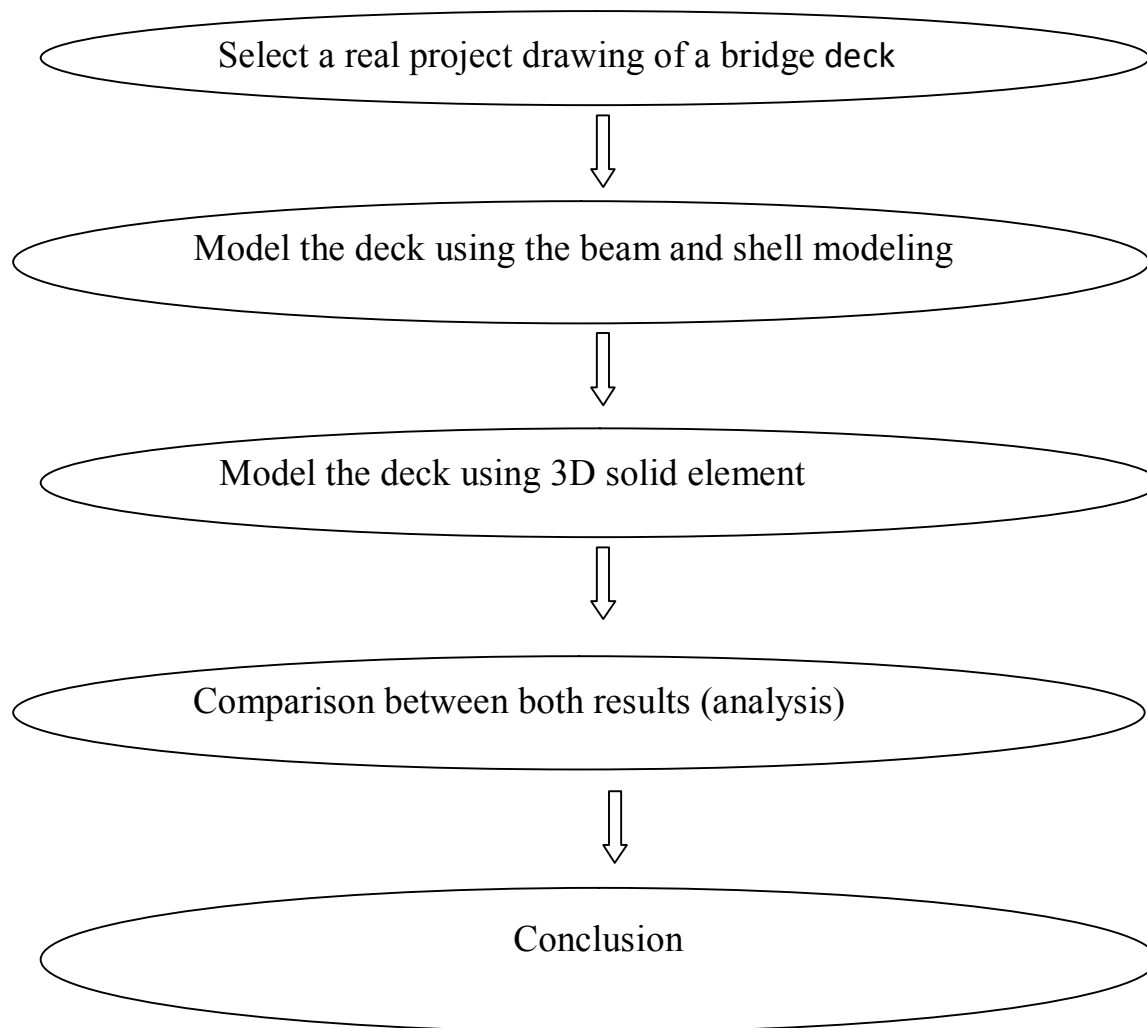 Select a real project drawing of a bridge deck
Model the deck using the beam and shell modeling
Model the deck using 3D solid element
Comparison between both results (analysis)
Conclusion